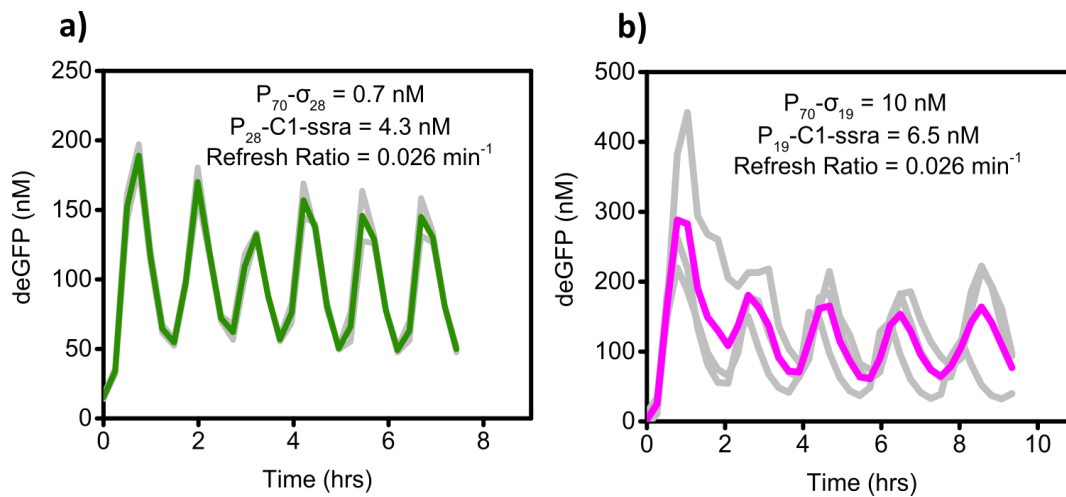 a)
250
200
150
100
50
0
deGFP (nM)
P₇₀-σ₂₈ = 0.7 nM
P₂₈-C1-ssra = 4.3 nM
Refresh Ratio = 0.026 min⁻¹
0 2 4 6 8
Time (hrs)
b)
500
400
300
200
100
0
deGFP (nM)
P₇₀-σ₁₉ = 10 nM
P₁₉-C1-ssra = 6.5 nM
Refresh Ratio = 0.026 min⁻¹
0 2 4 6 8 10
Time (hrs)